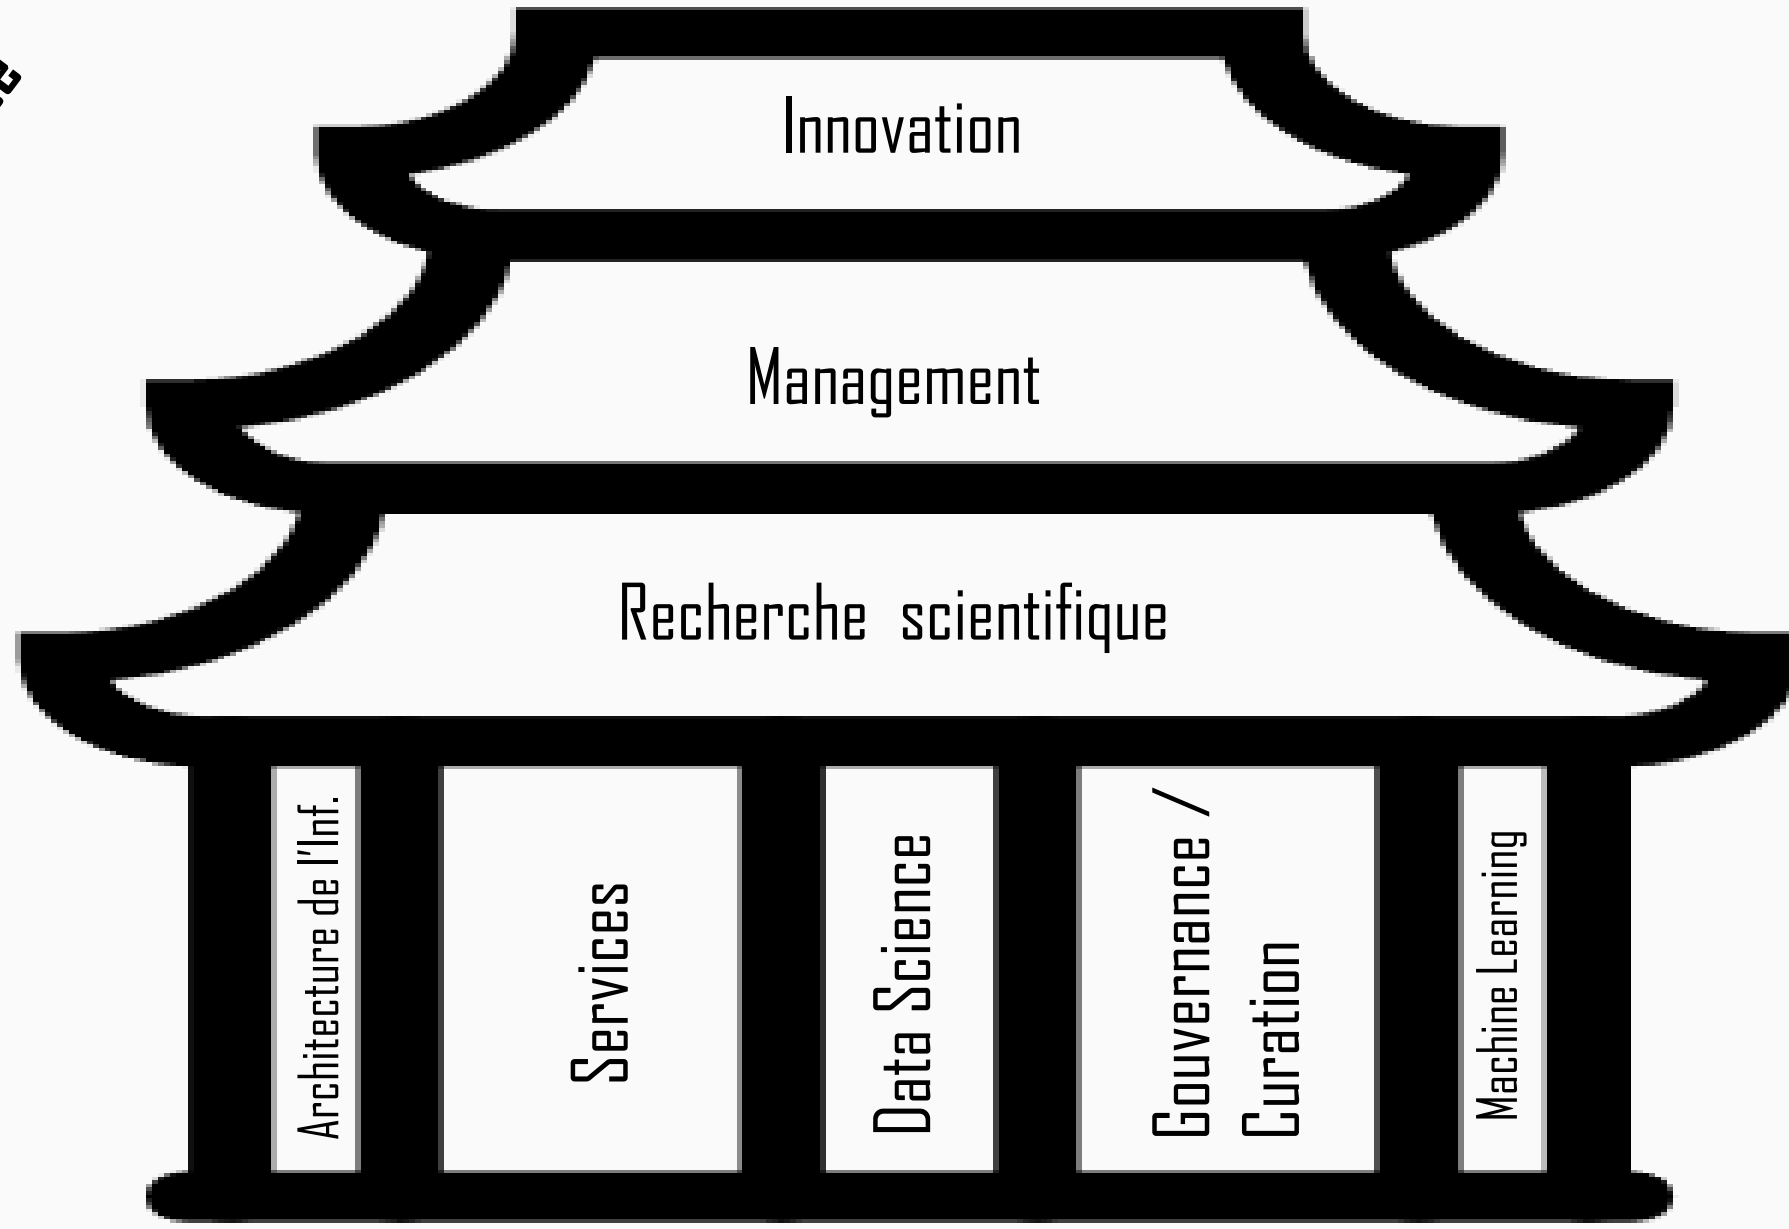 Innovation
Management
Recherche scientifique
Architecture de l'Inf.
Services
Data Science
Gouvernance /
Curation
Machine Learning